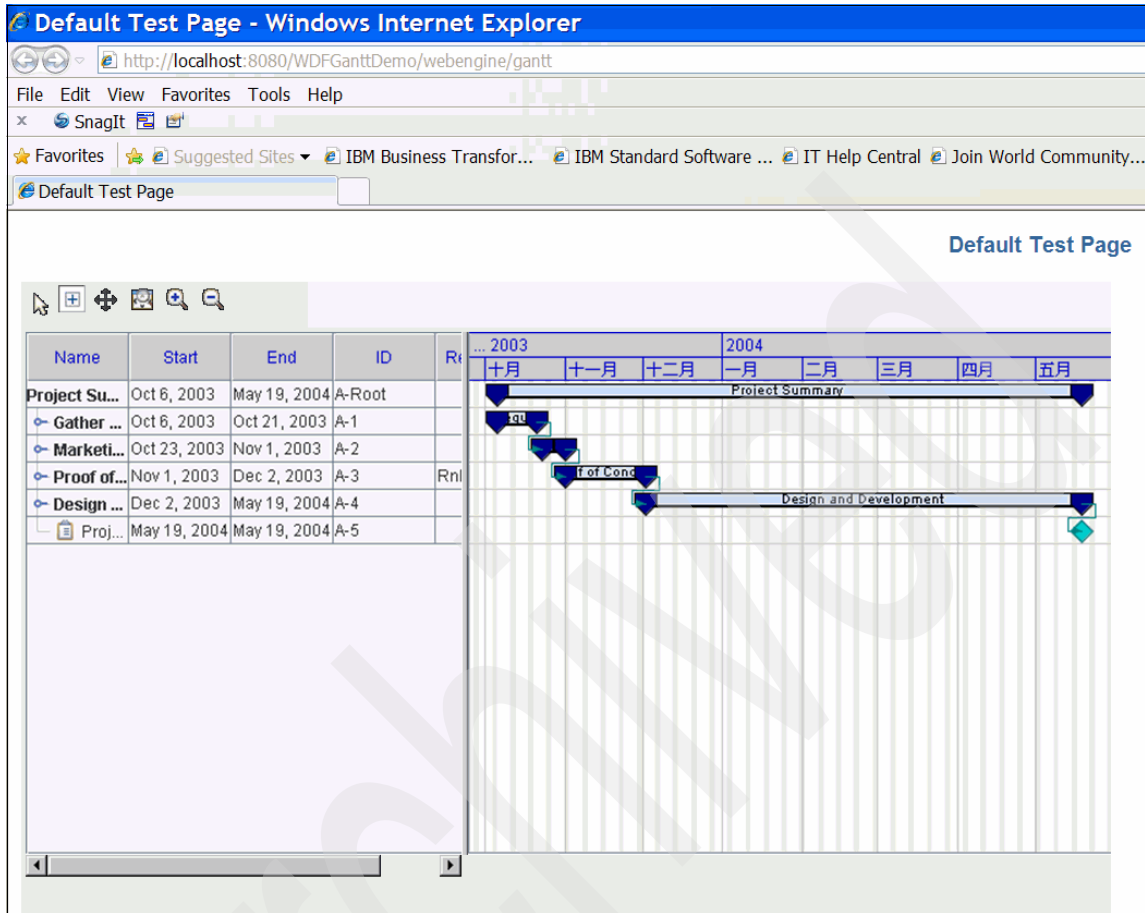 Default Test Page - Windows Internet Explorer
http://localhost:8080/WDFGanttDemo/webengine/gantt
File Edit View Favorites Tools Help
x SnagIt
Favorites Suggested Sites IBM Business Transfor... IBM Standard Software ... IT Help Central Join World Community...
Default Test Page
Default Test Page
Name Start End ID Re ... 2003 2004
十月 十一月 十二月 一月 二月 三月 四月 五月
Project Su... Oct 6, 2003 May 19, 2004 A-Root Project Summary
Gather ... Oct 6, 2003 Oct 21, 2003 A-1
Marketi... Oct 23, 2003 Nov 1, 2003 A-2
Proof of... Nov 1, 2003 Dec 2, 2003 A-3 f of Conc
Design ... Dec 2, 2003 May 19, 2004 A-4 Design and Development
Proj... May 19, 2004 May 19, 2004 A-5